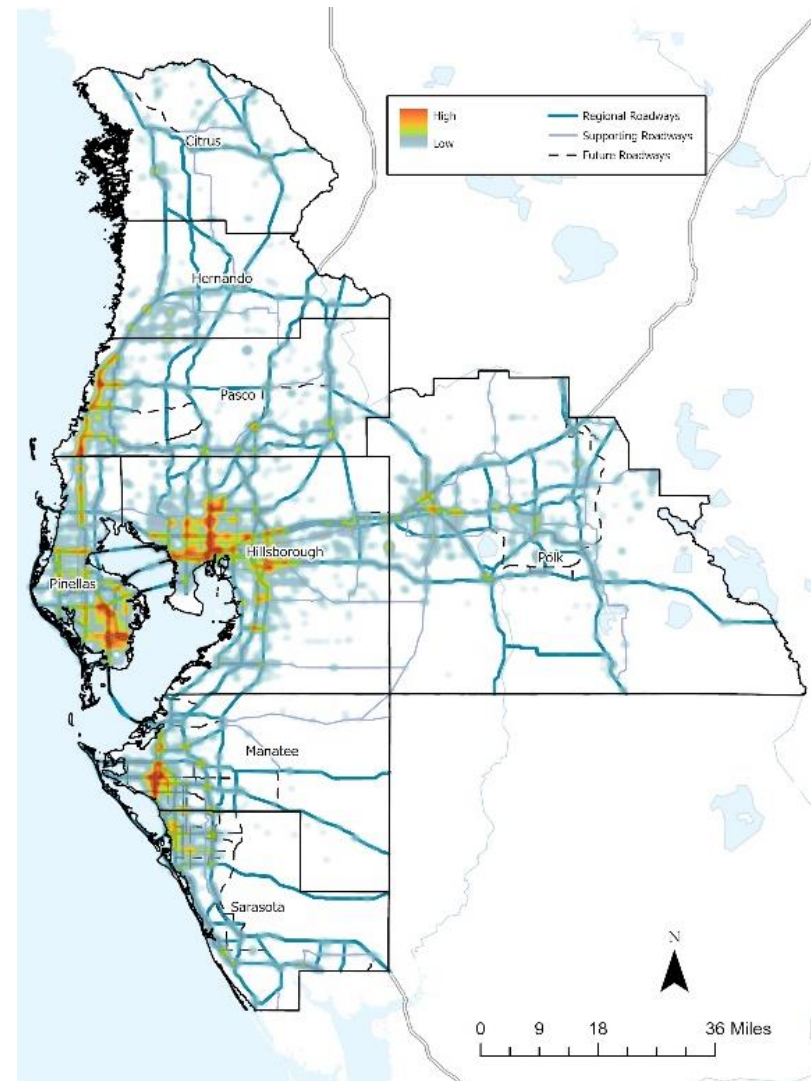 High
Low
Regional Roadways
Supporting Roadways
Future Roadways
Citrus
Hernando
Pasco
Hillsborough
Pinellas
Polk
Manatee
Sarasota
N
0 9 18 36 Miles